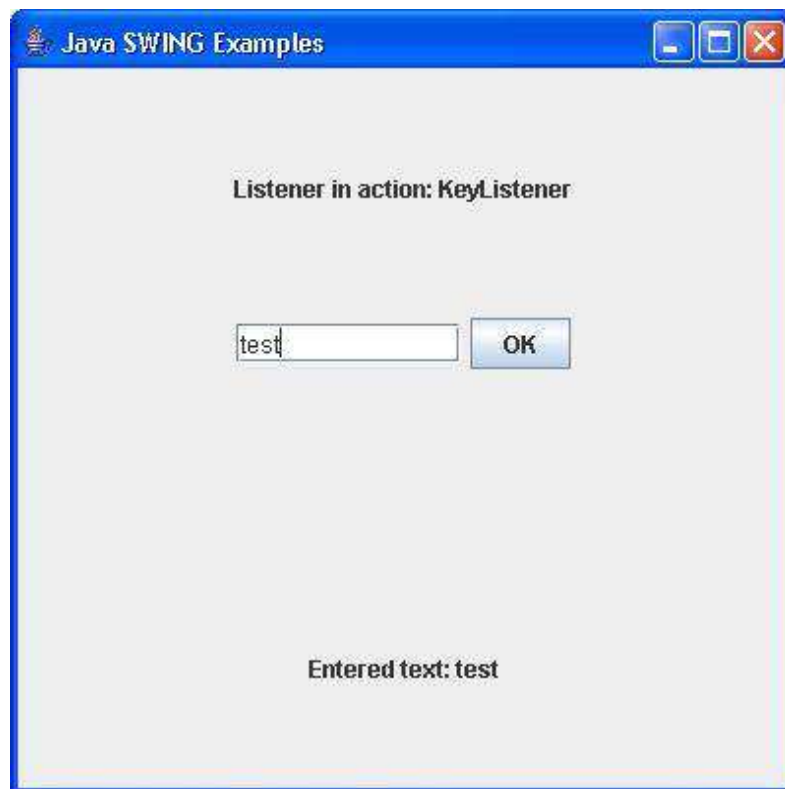 Java SWING Examples
Listener in action: KeyListener
test
OK
Entered text: test